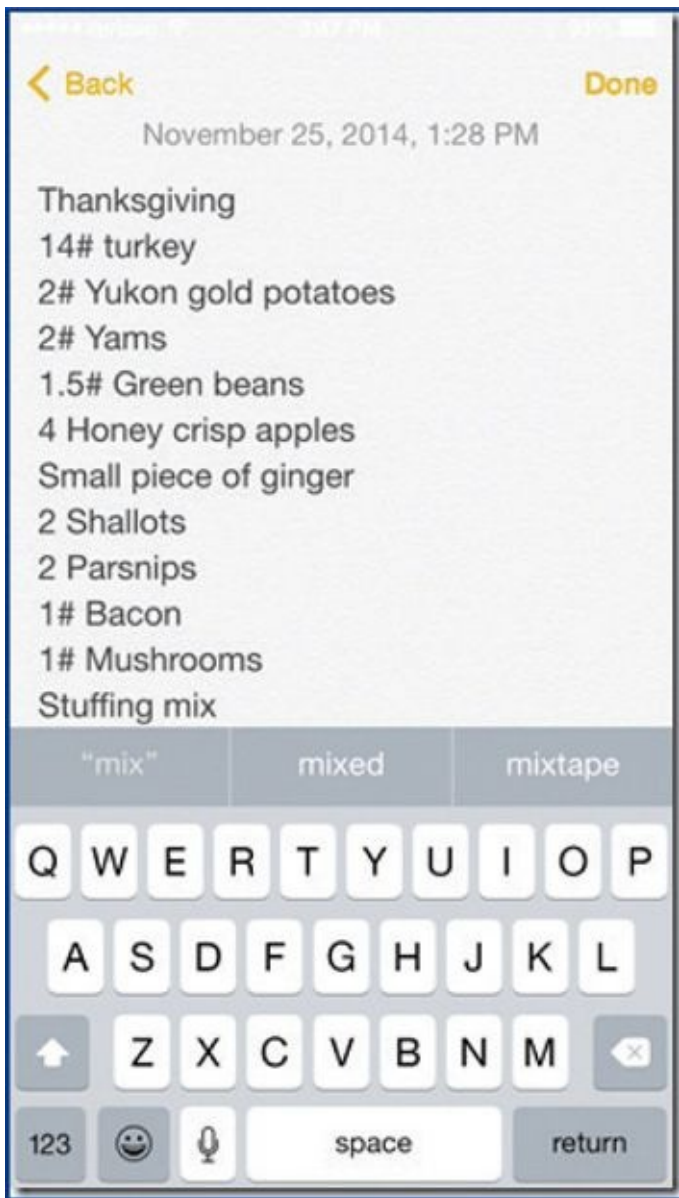 Back Done
November 25, 2014, 1:28 PM
Thanksgiving
14# turkey
2# Yukon gold potatoes
2# Yams
1.5# Green beans
4 Honey crisp apples
Small piece of ginger
2 Shallots
2 Parsnips
1# Bacon
1# Mushrooms
Stuffing mix
“mix” mixed mixtape
Q W E R T Y U I O P
A S D F G H J K L
Z X C V B N M
123 space return